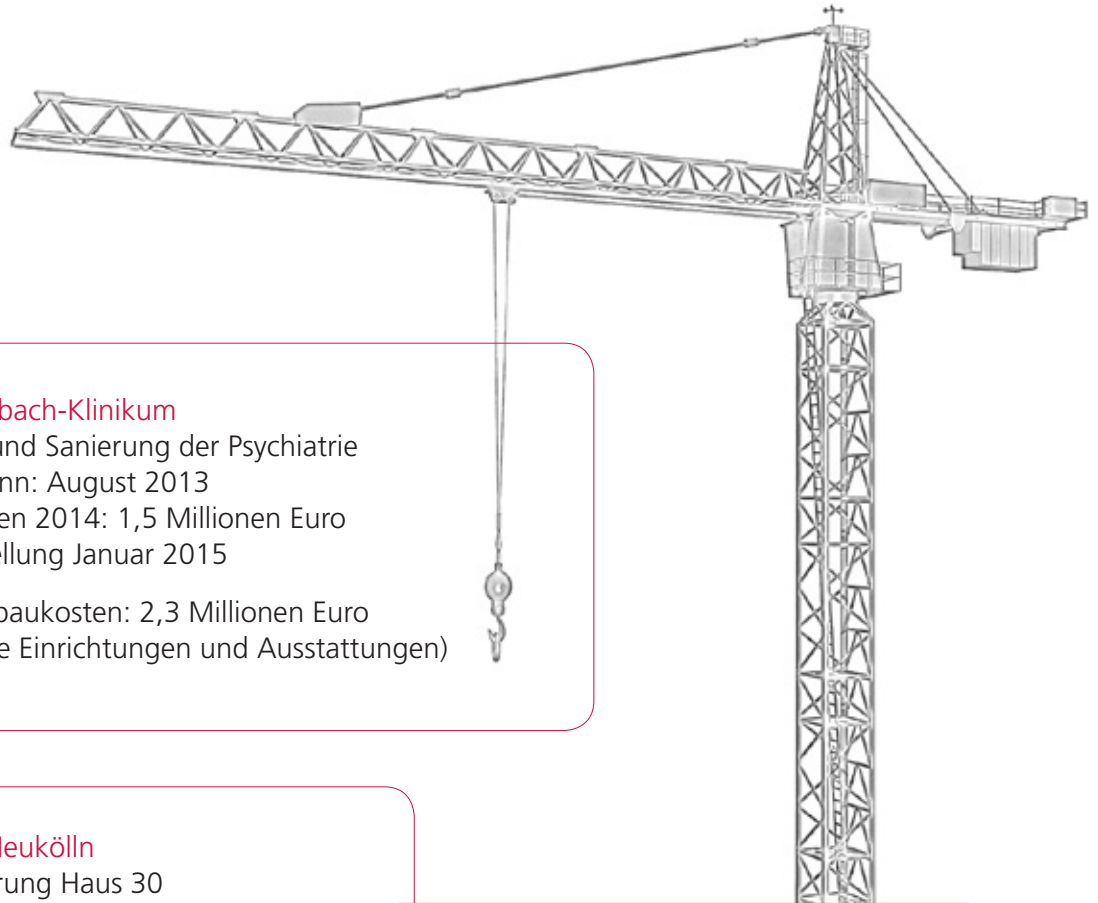 bach-Klinikum
und Sanierung der Psychiatrie
nn: August 2013
en 2014: 1,5 Millionen Euro
ellung Januar 2015
baukosten: 2,3 Millionen Euro
e Einrichtungen und Ausstattungen)
Neukölln
rung Haus 30